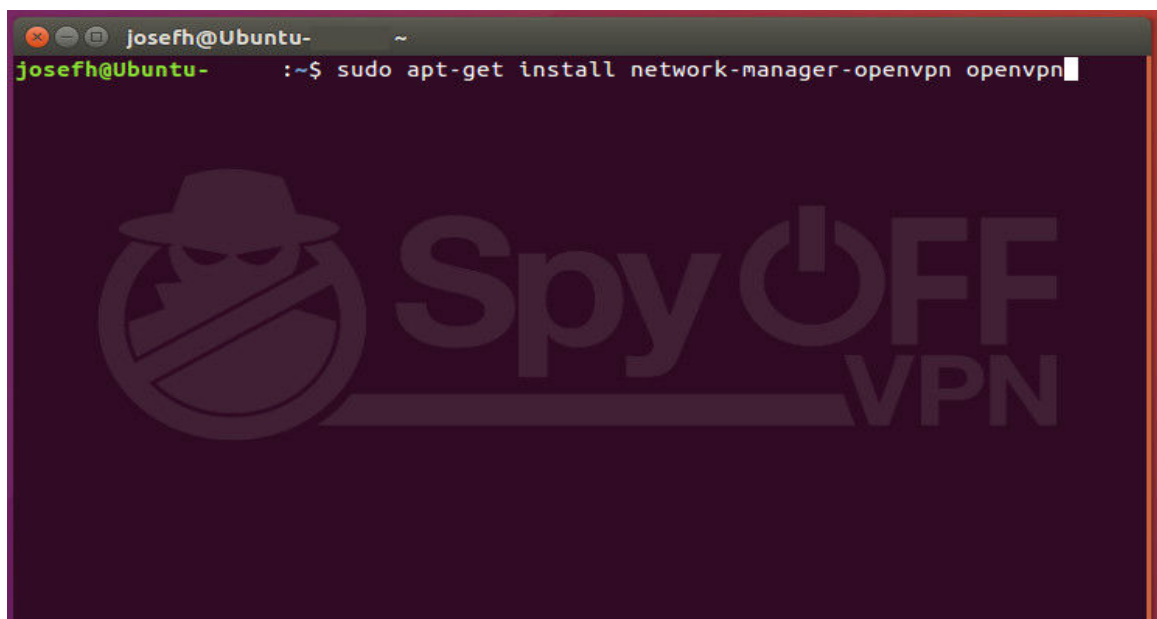 josefh@Ubuntu- ~
josefh@Ubuntu- :~$ sudo apt-get install network-manager-openvpn openvpn
SpyOFF
VPN